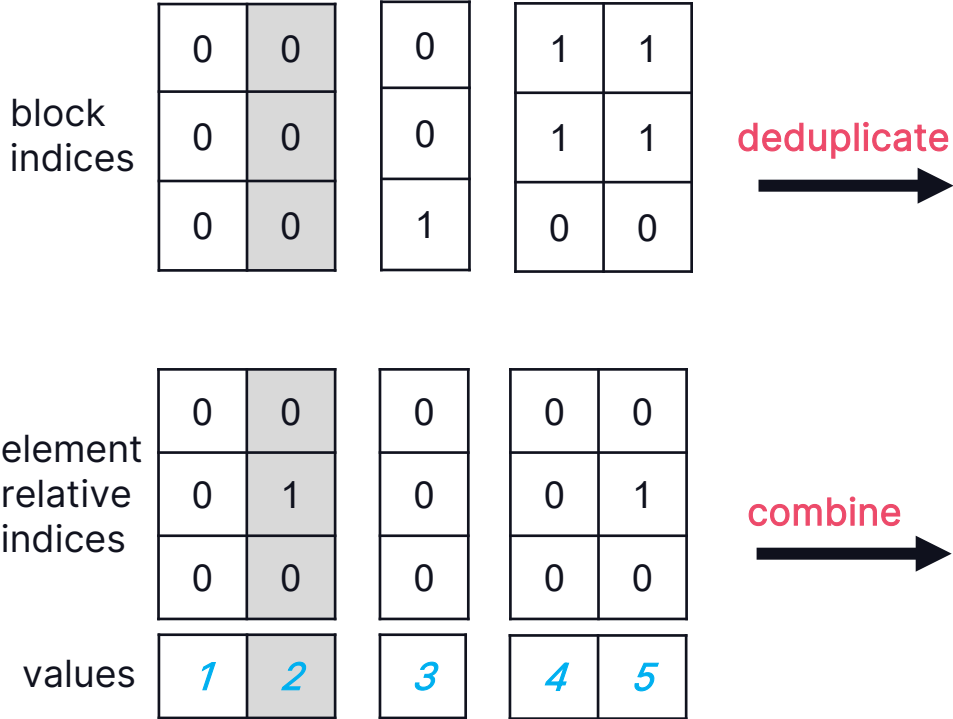 0 0 0 1 1
block
indices
0 0 0 1 1
deduplicate
0 0 1 0 0
0 0 0 0 0
element
relative
indices
0 1 0 0 1
combine
0 0 0 0 0
values 1 2 3 4 5